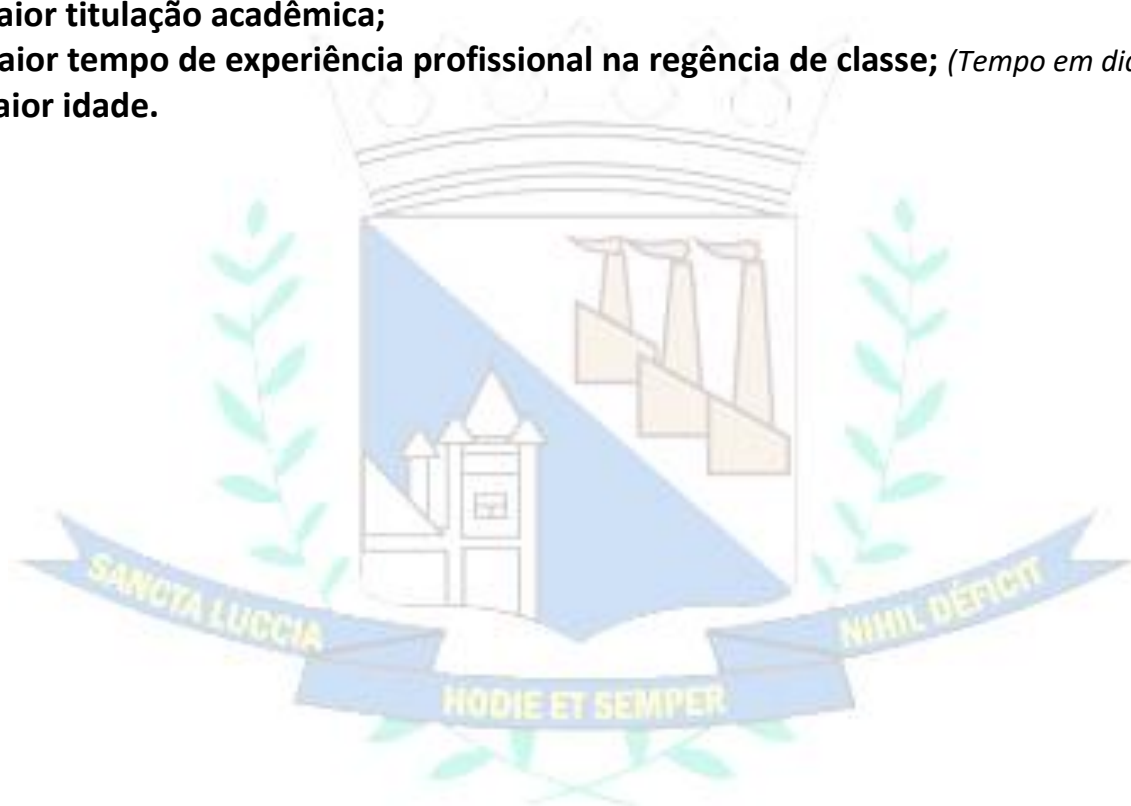 aior titulação acadêmica;
aior tempo de experiência profissional na regência de classe; (Tempo em dia
aior idade.
SANCTA LUCCIA
NIHIL DÉFICIT
HODIE ET SEMPER